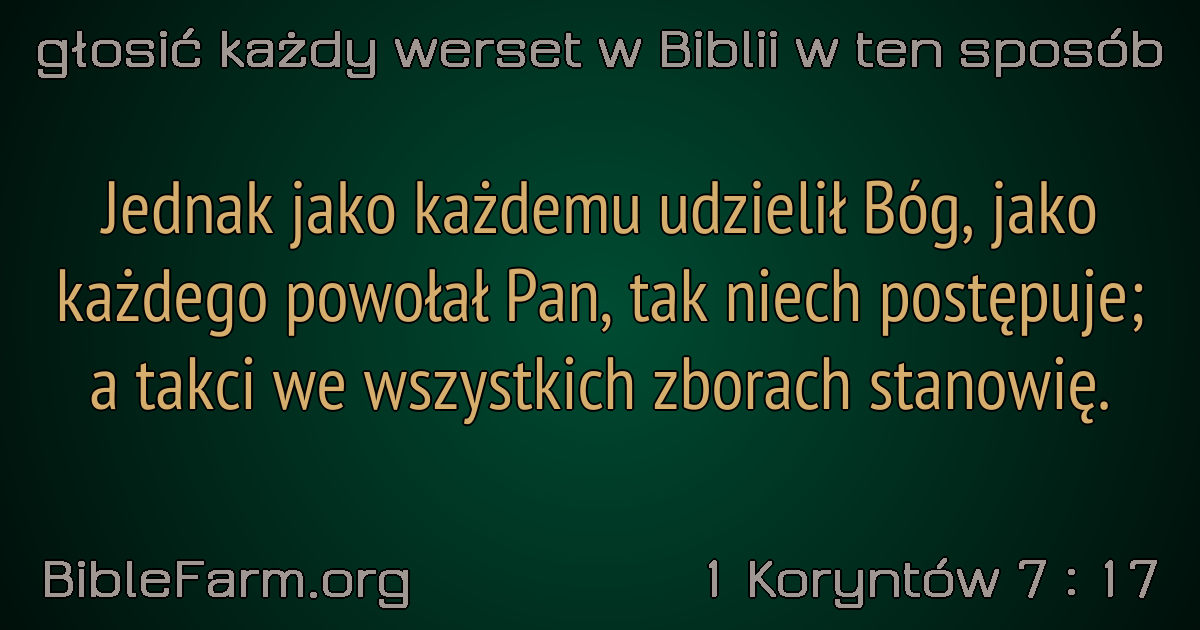 głosić każdy werset w Biblii w ten sposób
Jednak jako każdemu udzielił Bóg, jako
każdego powołał Pan, tak niech postępuje;
a takci we wszystkich zborach stanowię.
BibleFarm.org
1 Koryntów 7 : 17